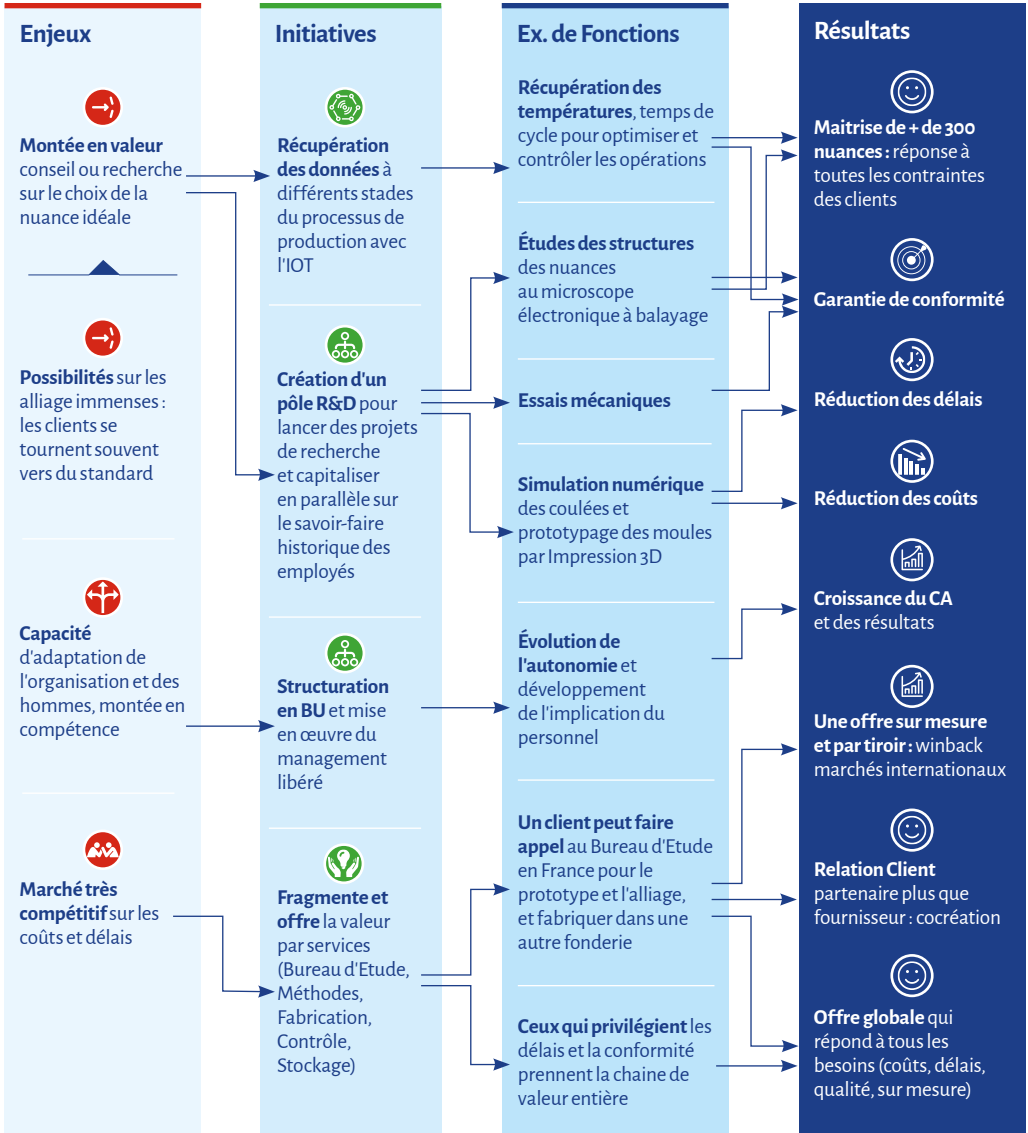 Enjeux
Montée en valeur
conseil ou recherche
sur le choix de la
nuance idéale
Possibilités sur les
alliage immenses :
les clients se
tournent souvent
vers du standard
Capacité
d'adaptation de
l'organisation et des
hommes, montée en
compétence
Marché très
compétitif sur les
coûts et délais
Initiatives
Récupération
des données à
différents stades
du processus de
production avec
l'IOT
Création d'un
pôle R&D pour
lancer des projets
de recherche
et capitaliser
en parallèle sur
le savoir-faire
historique des
employés
Structuration
en BU et mise
en œuvre du
management
libéré
Fragmente et
offre la valeur
par services
(Bureau d'Etude,
Méthodes,
Fabrication,
Contrôle,
Stockage)
Ex. de Fonctions
Récupération des
températures, temps de
cycle pour optimiser et
contrôler les opérations
Études des structures
des nuances
au microscope
électronique à balayage
Essais mécaniques
Simulation numérique
des coulées et
prototypage des moules
par Impression 3D
Évolution de
l'autonomie et
développement
de l'implication du
personnel
Un client peut faire
appel au Bureau d'Etude
en France pour le
prototype et l'alliage,
et fabriquer dans une
autre fonderie
Ceux qui privilégient les
délais et la conformité
prennent la chaine de
valeur entière
Résultats
Maitrise de + de 300
nuances : réponse à
toutes les contraintes
des clients
Garantie de conformité
Réduction des délais
Réduction des coûts
Croissance du CA
et des résultats
Une offre sur mesure
et par tiroir : winback
marchés internationaux
Relation Client
partenaire plus que
fournisseur : cocréation
Offre globale qui
répond à tous les
besoins (coûts, délais,
qualité, sur mesure)